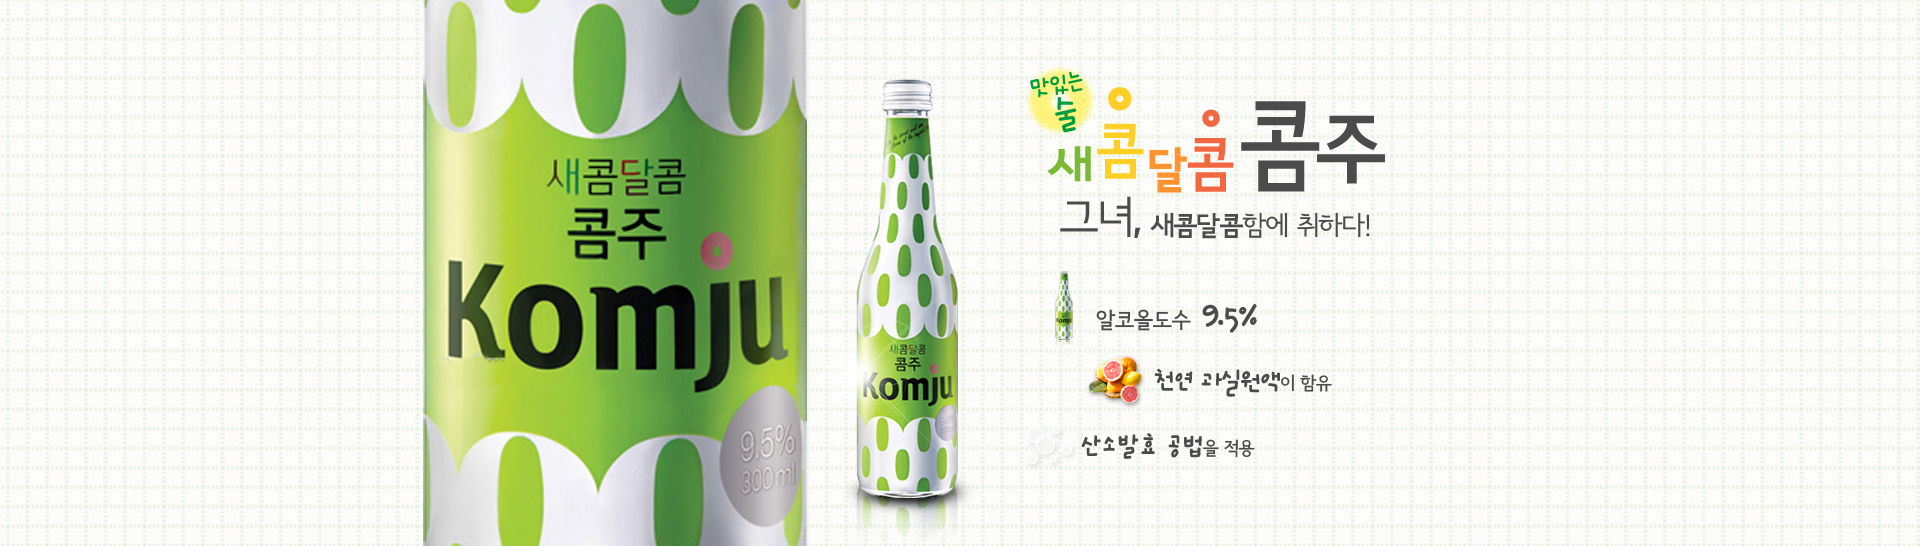 새콤달콤
콤주
Komju
9.5%
300ml
새콤달콤
콤주
Komju
맛있는
술
새콤달콤 콤주
그녀, 새콤달콤함에 취하다!
알코올도수 9.5%
천연 과실원액이 함유
산소발효 공법을 적용